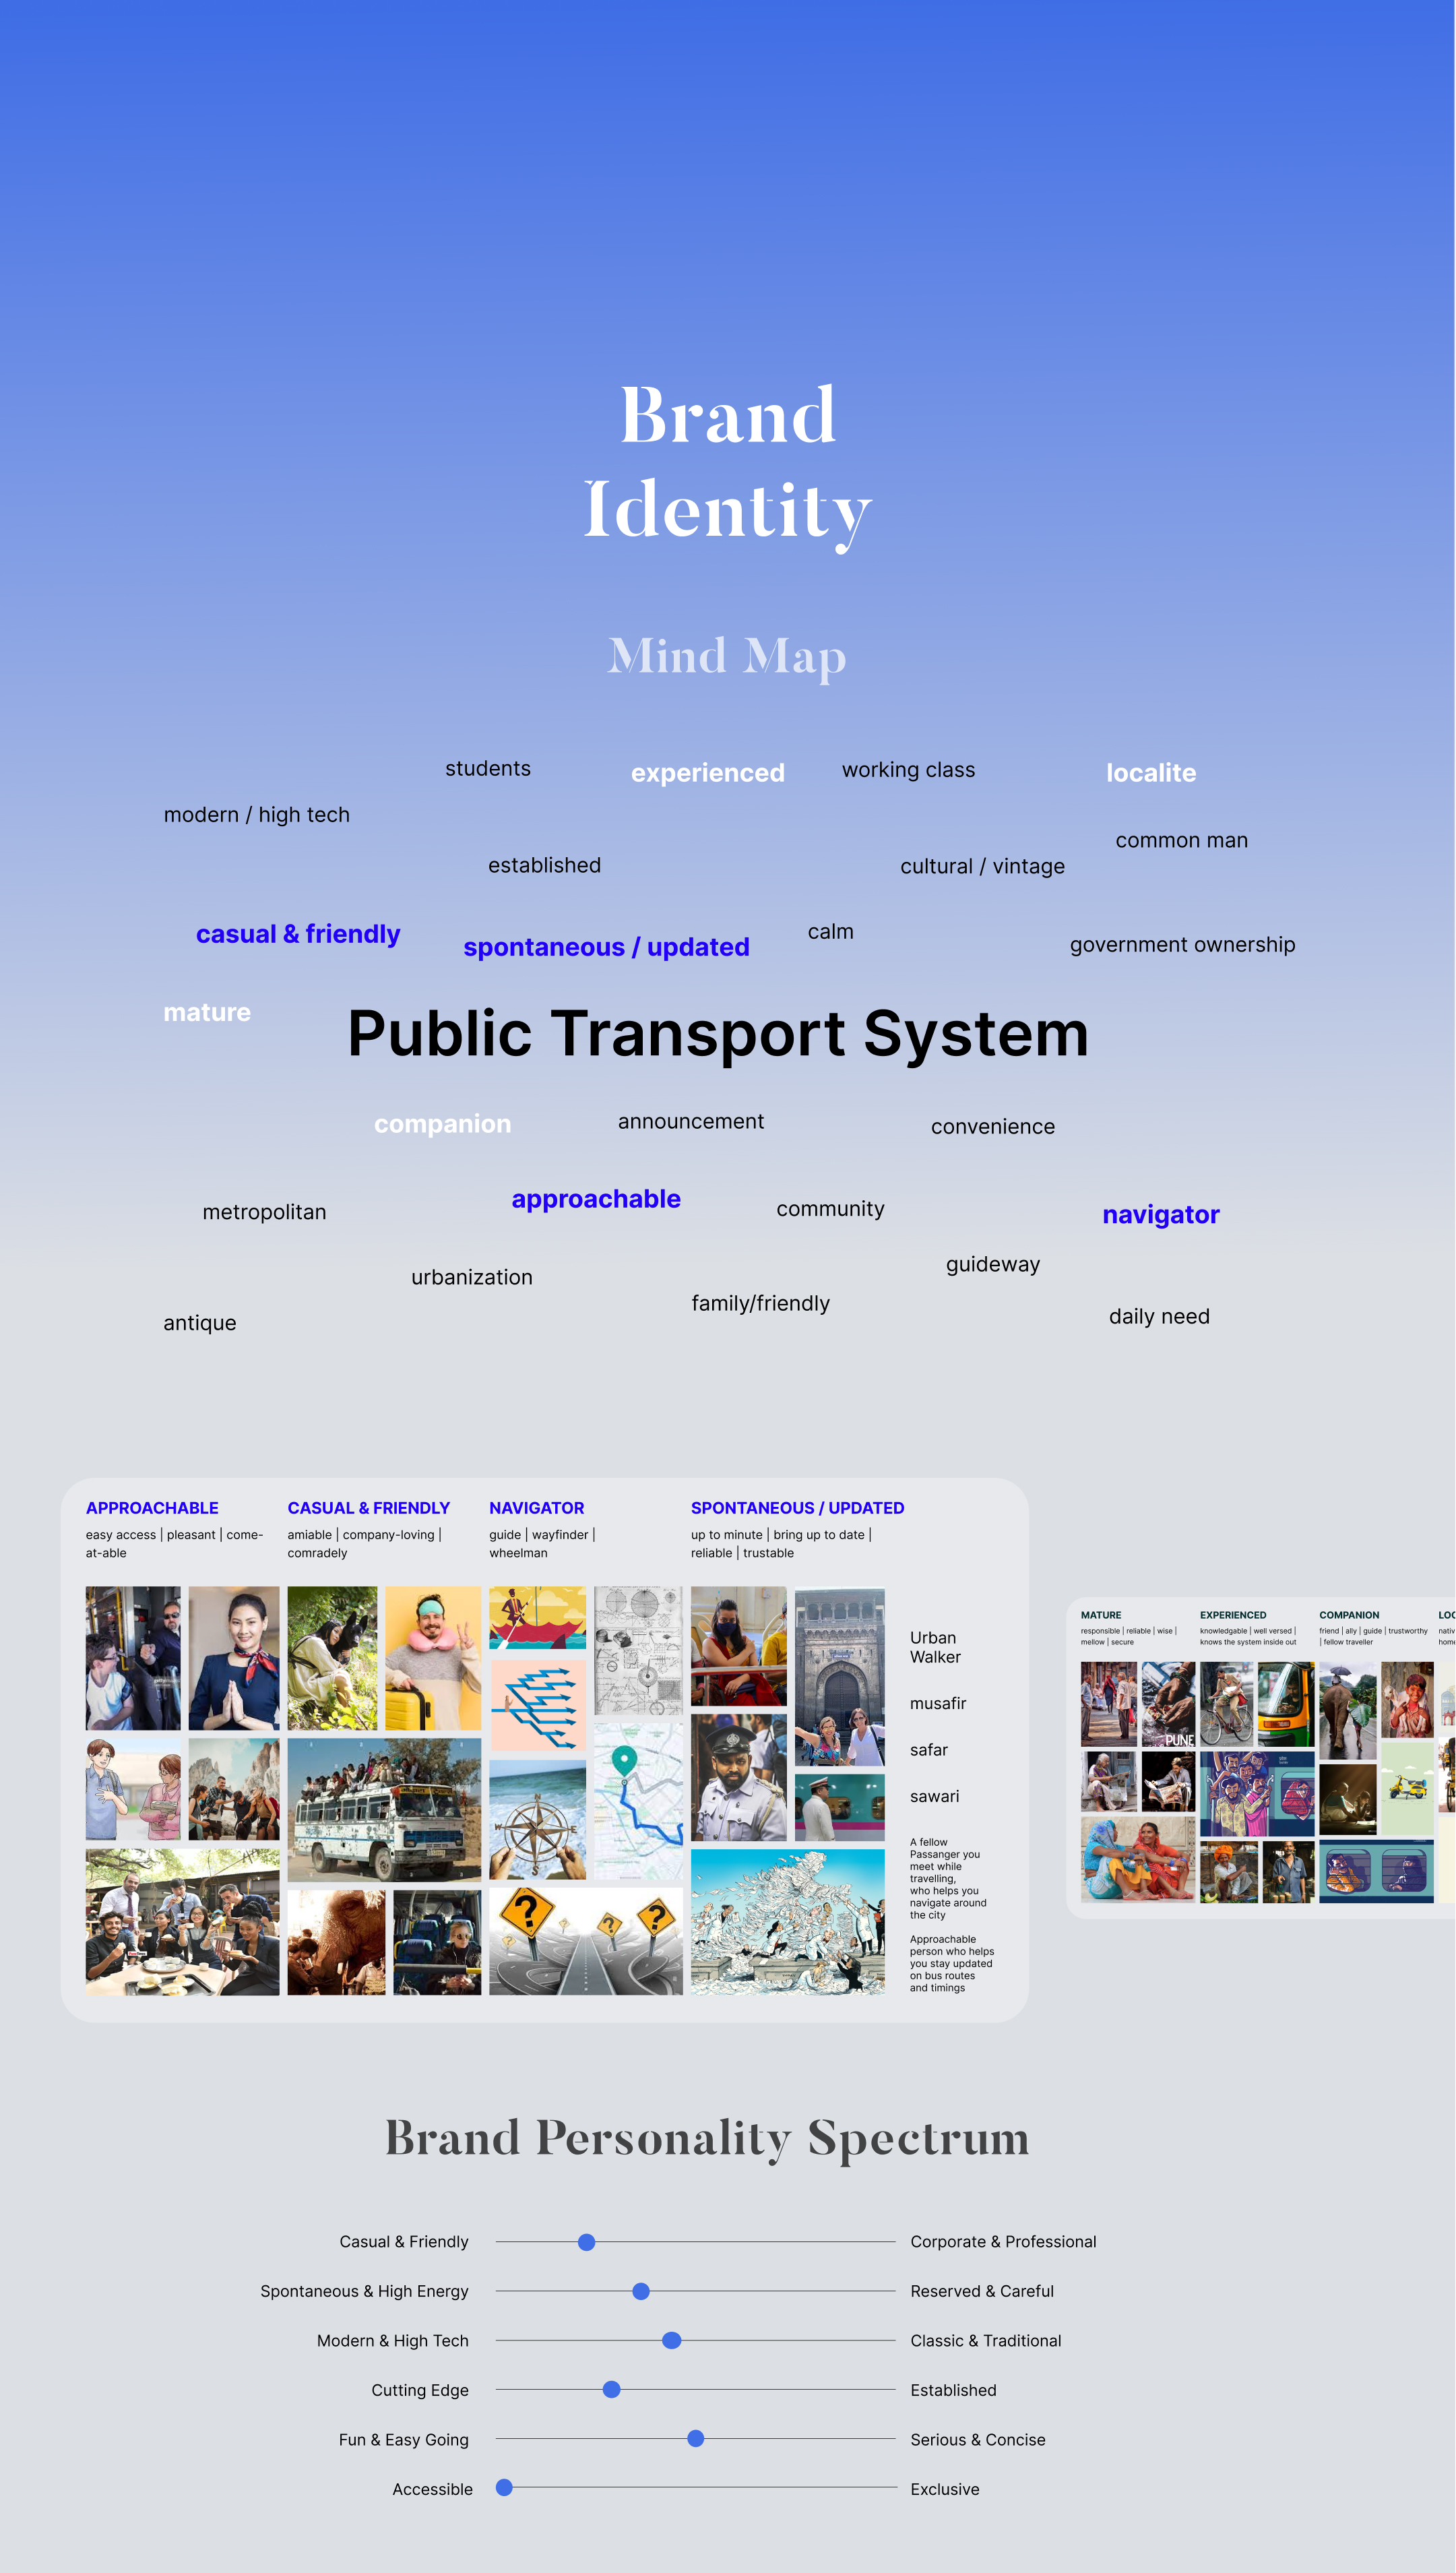 Brand
Identity
Mind Map
students
experienced
working class
localite
modern / high tech
common man
established
cultural / vintage
casual & friendly
spontaneous / updated
calm
government ownership
mature
Public Transport System
companion
announcement
convenience
metropolitan
approachable
community
navigator
guideway
urbanization
family/friendly
daily need
antique
APPROACHABLE
easy access | pleasant | come-
at-able
CASUAL & FRIENDLY
amiable | company-loving |
comradely
NAVIGATOR
guide | wayfinder |
wheelman
SPONTANEOUS / UPDATED
up to minute | bring up to date |
reliable | trustable
Urban
Walker
musafir
safar
sawari
A fellow
Passanger you
meet while
travelling,
who helps you
navigate around
the city
Approachable
person who helps
you stay updated
on bus routes
and timings
MATURE
responsible | reliable | wise |
mellow | secure
EXPERIENCED
knowledgable | well versed |
knows the system inside out
COMPANION
friend | ally | guide | trustworthy
| fellow traveller
LOC
nativ
home
PUNE
Brand Personality Spectrum
Casual & Friendly
Corporate & Professional
Spontaneous & High Energy
Reserved & Careful
Modern & High Tech
Classic & Traditional
Cutting Edge
Established
Fun & Easy Going
Serious & Concise
Accessible
Exclusive